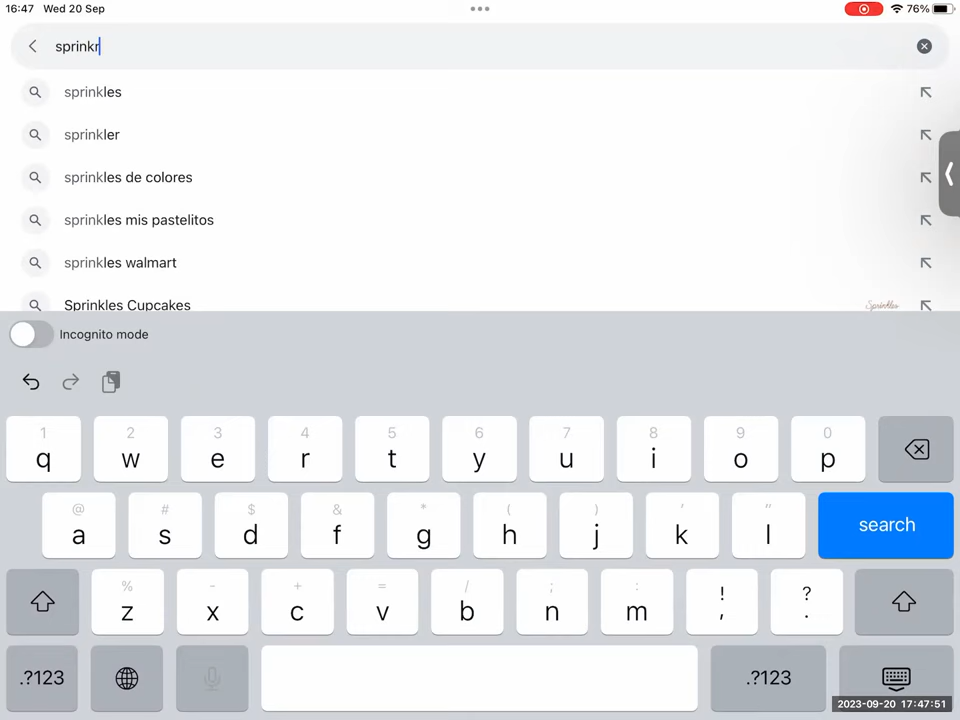 16:47 Wed 20 Sep
76%
sprinkr
sprinkles
sprinkler
sprinkles de colores
sprinkles mis pastelitos
sprinkles walmart
Sprinkles Cupcakes
Sprinkles
Incognito mode
1 2 3 4 5 6 7 8 9 0
q w e r t y u i o p
@ # $ & * ( ) ' "
a s d f g h j k l search
% - + = / ; : ! ?
z x c v b n m , .
.?123 .?123
2023-09-20 17:47:51